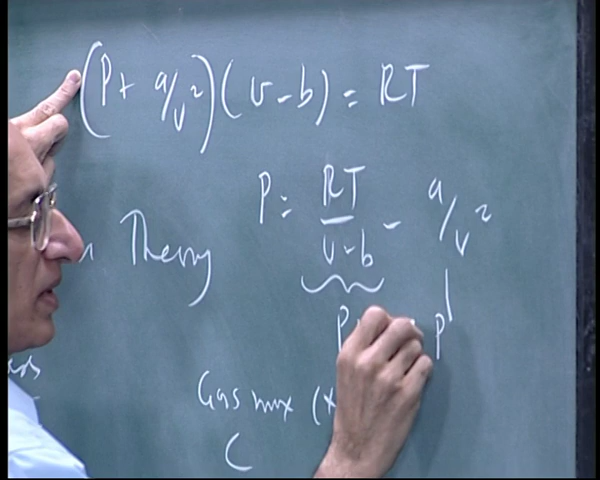 (P + a/v²)(v - b) = RT
P = RT/v-b - a/v²
Theory
P - P
Gas mix (x
C